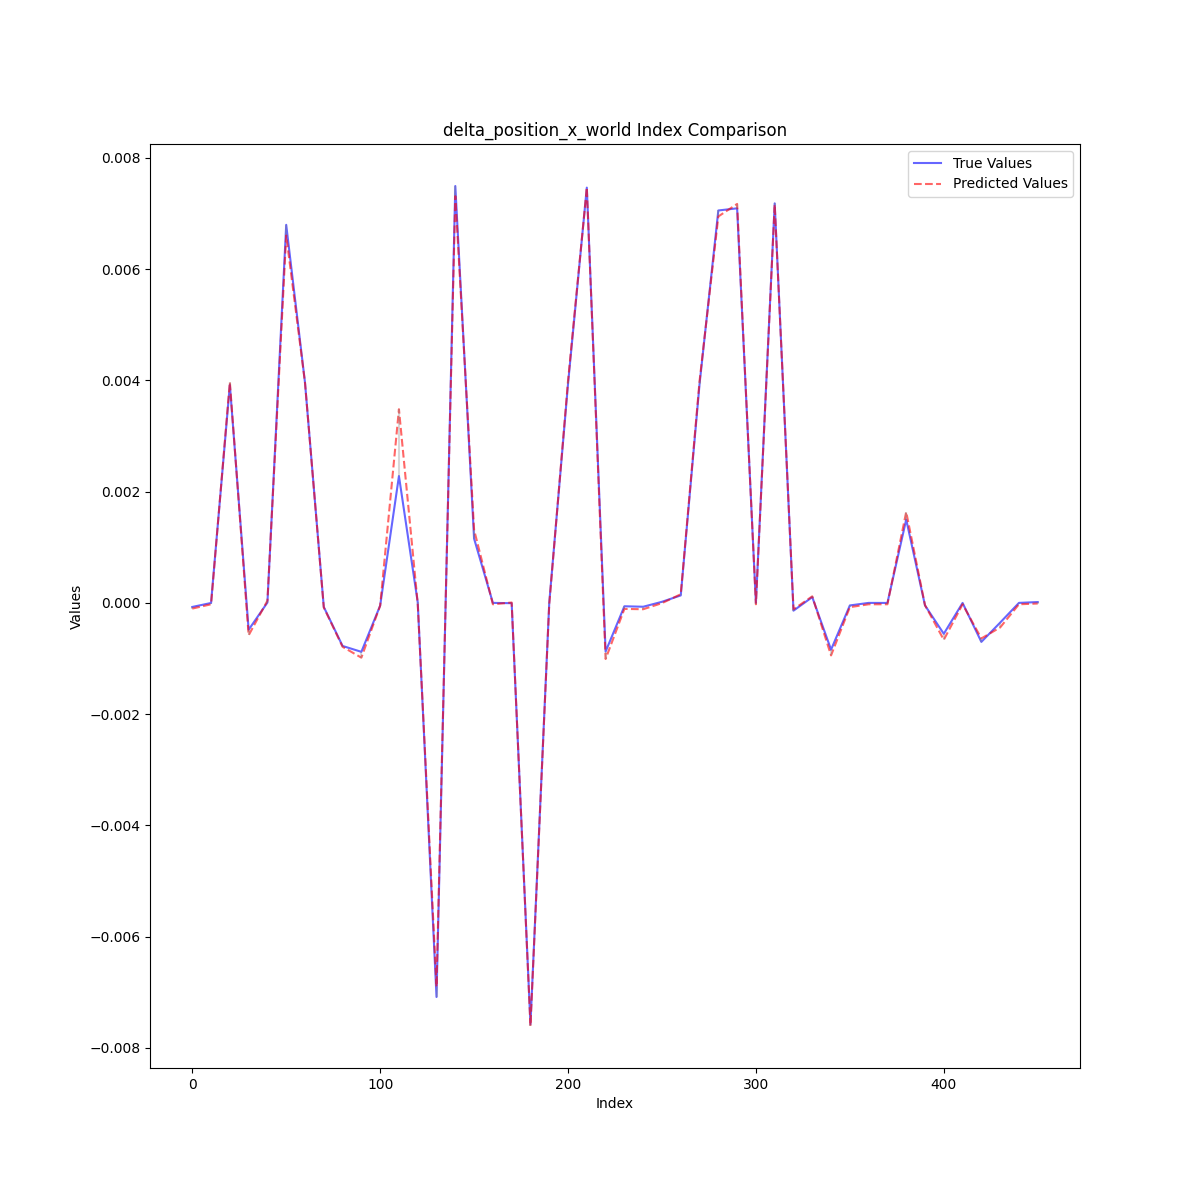 delta_position_x_world Index Comparison
True Values
Predicted Values
0.008
0.006
0.004
0.002
0.000
−0.002
−0.004
−0.006
−0.008
Values
0
100
200
300
400
Index